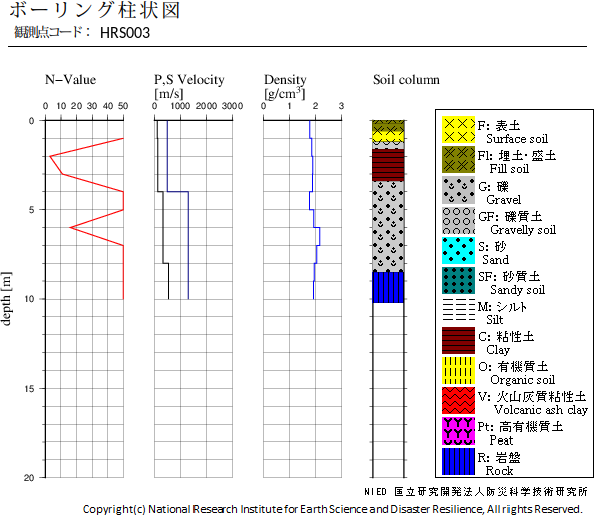 ボーリング柱状図
観測点コード： HRS003
N-Value
P,S Velocity
[m/s]
Density
[g/cm³]
Soil column
0 10 20 30 40 50
0 1000 2000 3000
0 1 2 3
0
5
10
15
20
depth [m]
F: 表土
Surface soil
Fl: 埋土・盛土
Fill soil
G: 礫
Gravel
GF: 礫質土
Gravelly soil
S: 砂
Sand
SF: 砂質土
Sandy soil
M: シルト
Silt
C: 粘性土
Clay
O: 有機質土
Organic soil
V: 火山灰質粘性土
Volcanic ash clay
Pt: 高有機質土
Peat
R: 岩盤
Rock
NIED 国立研究開発法人防災科学技術研究所
Copyright(c) National Research Institute for Earth Science and Disaster Resilience, All rights Reserved.